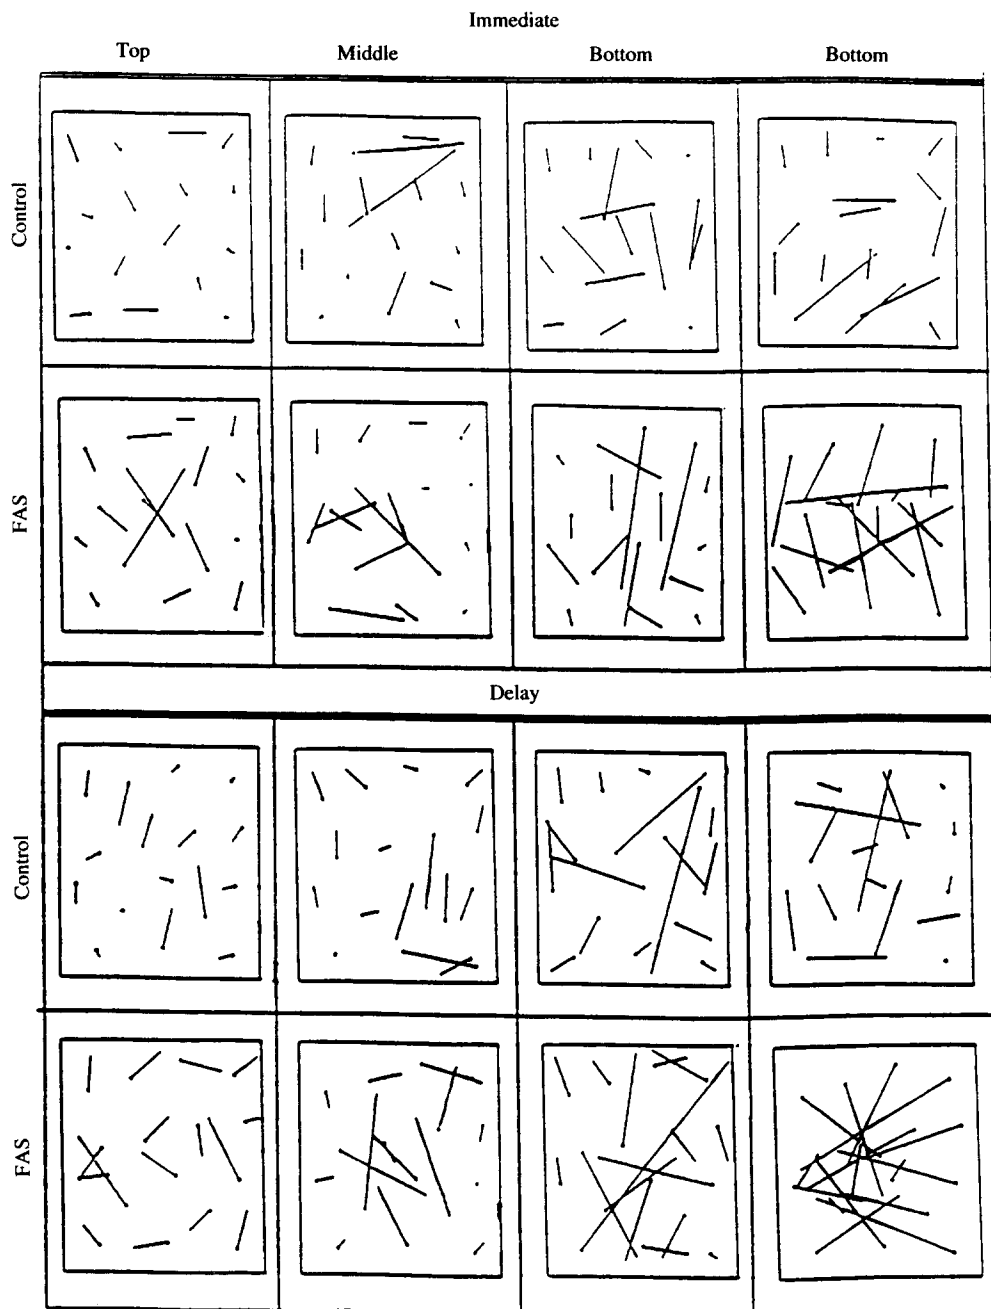 Immediate
Top Middle Bottom Bottom
Control
FAS
Delay
Control
FAS